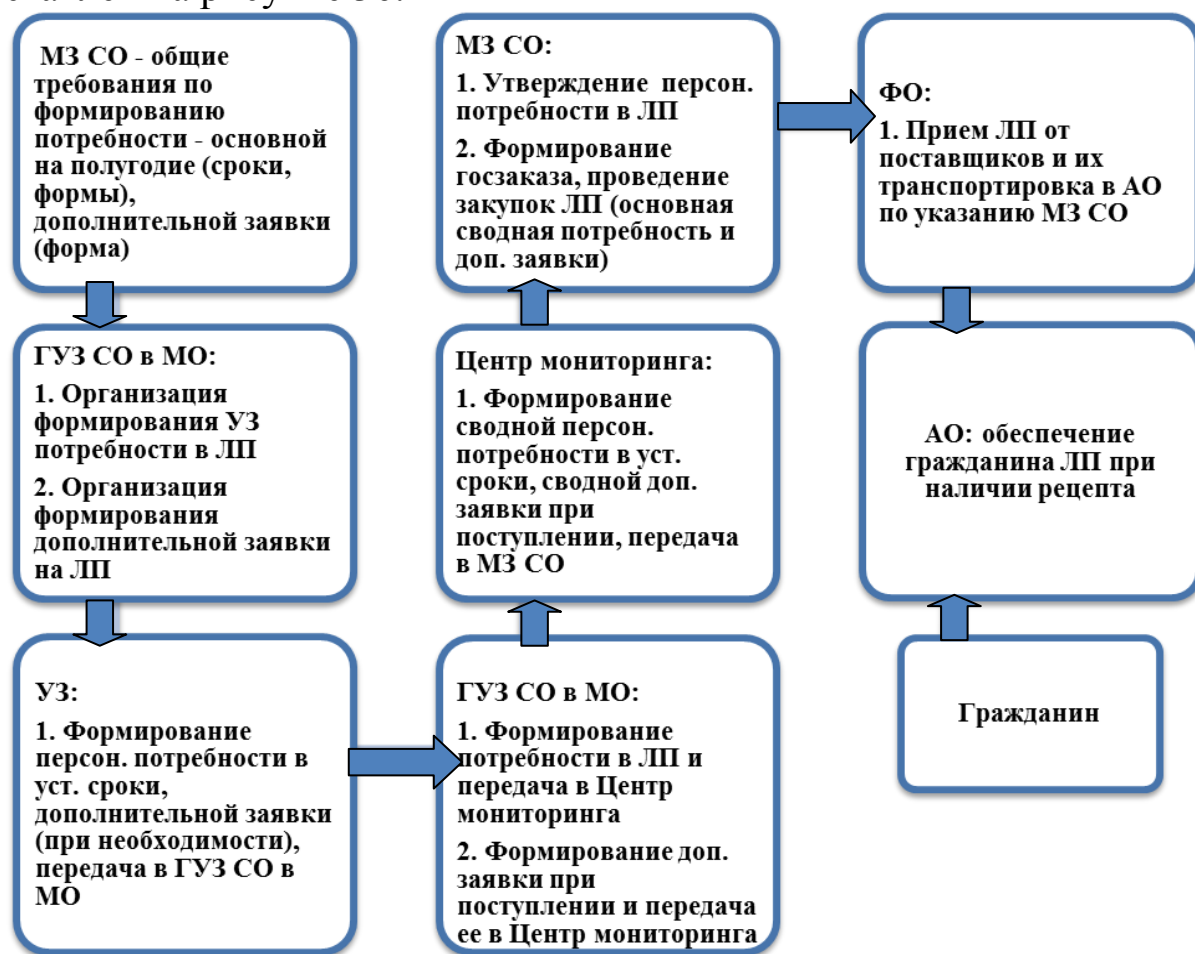 МЗ СО - общие
требования по
формированию
потребности - основной
на полугодие (сроки,
формы),
дополнительной заявки
(форма)
ГУЗ СО в МО:
1. Организация
формирования УЗ
потребности в ЛП
2. Организация
формирования
дополнительной заявки
на ЛП
УЗ:
1. Формирование
персон. потребности в
уст. сроки,
дополнительной заявки
(при необходимости),
передача в ГУЗ СО в
МО
ГУЗ СО в МО:
1. Формирование
потребности в ЛП и
передача в Центр
мониторинга
2. Формирование доп.
заявки при
поступлении и передача
ее в Центр мониторинга
Центр мониторинга:
1. Формирование
сводной персон.
потребности в уст.
сроки, сводной доп.
заявки при
поступлении, передача
в МЗ СО
МЗ СО:
1. Утверждение персон.
потребности в ЛП
2. Формирование
госзаказа, проведение
закупок ЛП (основная
сводная потребность и
доп. заявки)
ФО:
1. Прием ЛП от
поставщиков и их
транспортировка в АО
по указанию МЗ СО
АО: обеспечение
гражданина ЛП при
наличии рецепта
Гражданин